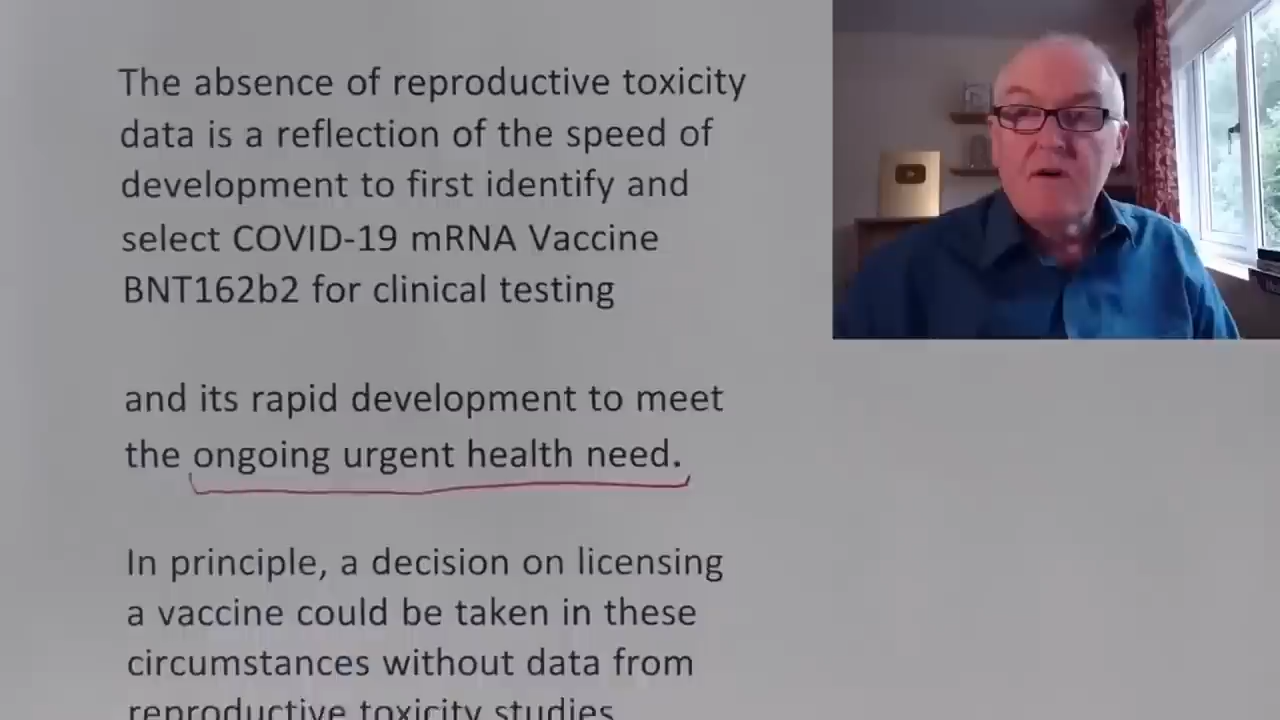 The absence of reproductive toxicity
data is a reflection of the speed of
development to first identify and
select COVID-19 mRNA Vaccine
BNT162b2 for clinical testing
and its rapid development to meet
the ongoing urgent health need.
In principle, a decision on licensing
a vaccine could be taken in these
circumstances without data from
reproductive toxicity studies